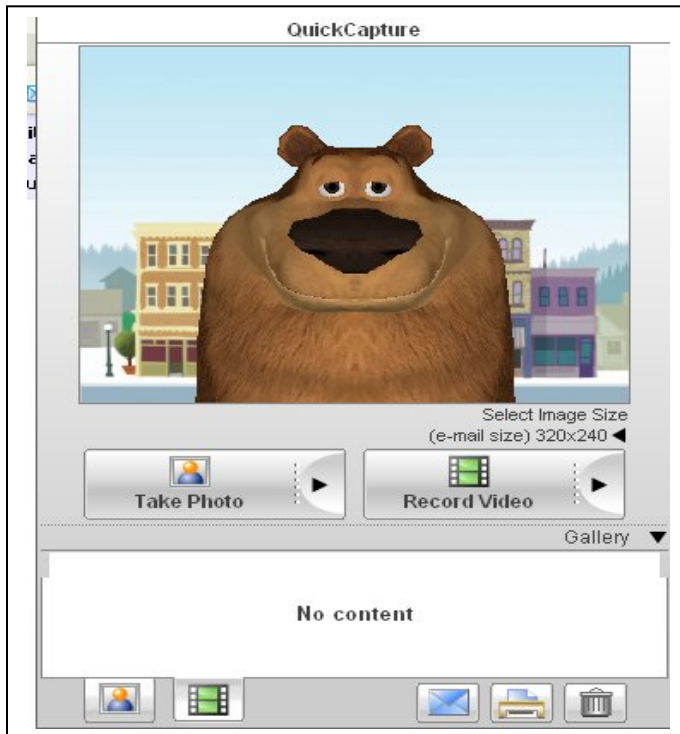 QuickCapture
Select Image Size
(e-mail size) 320x240
Take Photo
Record Video
Gallery
No content